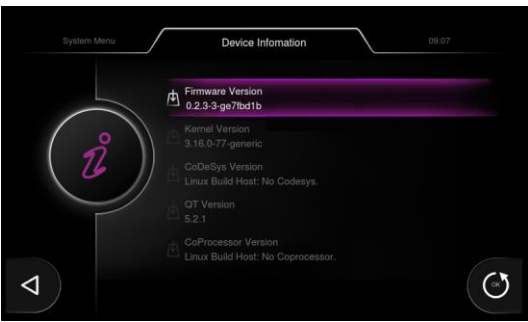 System Menu
Device Infomation
09:07
Firmware Version
0.2.3-3-ge7fbd1b
Kernel Version
3.16.0-77-generic
CoDeSys Version
Linux Build Host: No Codesys.
QT Version
5.2.1
CoProcessor Version
Linux Build Host: No Coprocessor.
OK